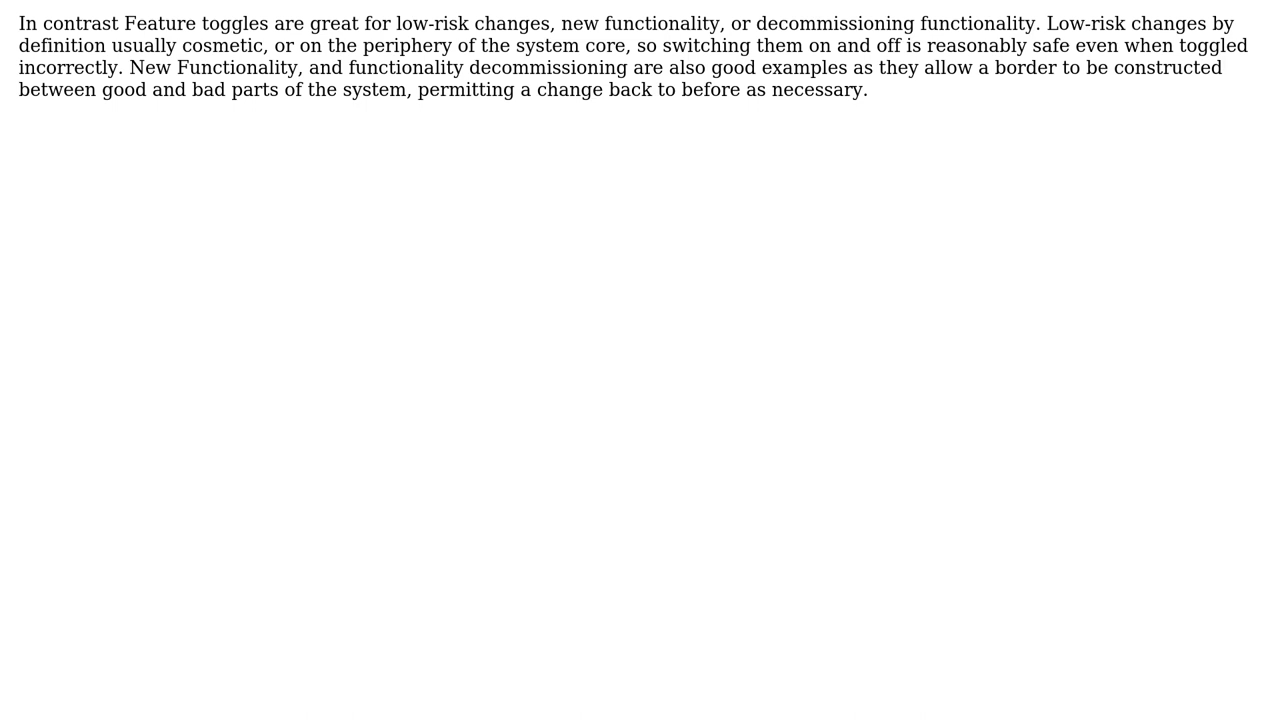 In contrast Feature toggles are great for low-risk changes, new functionality, or decommissioning functionality. Low-risk changes by
definition usually cosmetic, or on the periphery of the system core, so switching them on and off is reasonably safe even when toggled
incorrectly. New Functionality, and functionality decommissioning are also good examples as they allow a border to be constructed
between good and bad parts of the system, permitting a change back to before as necessary.